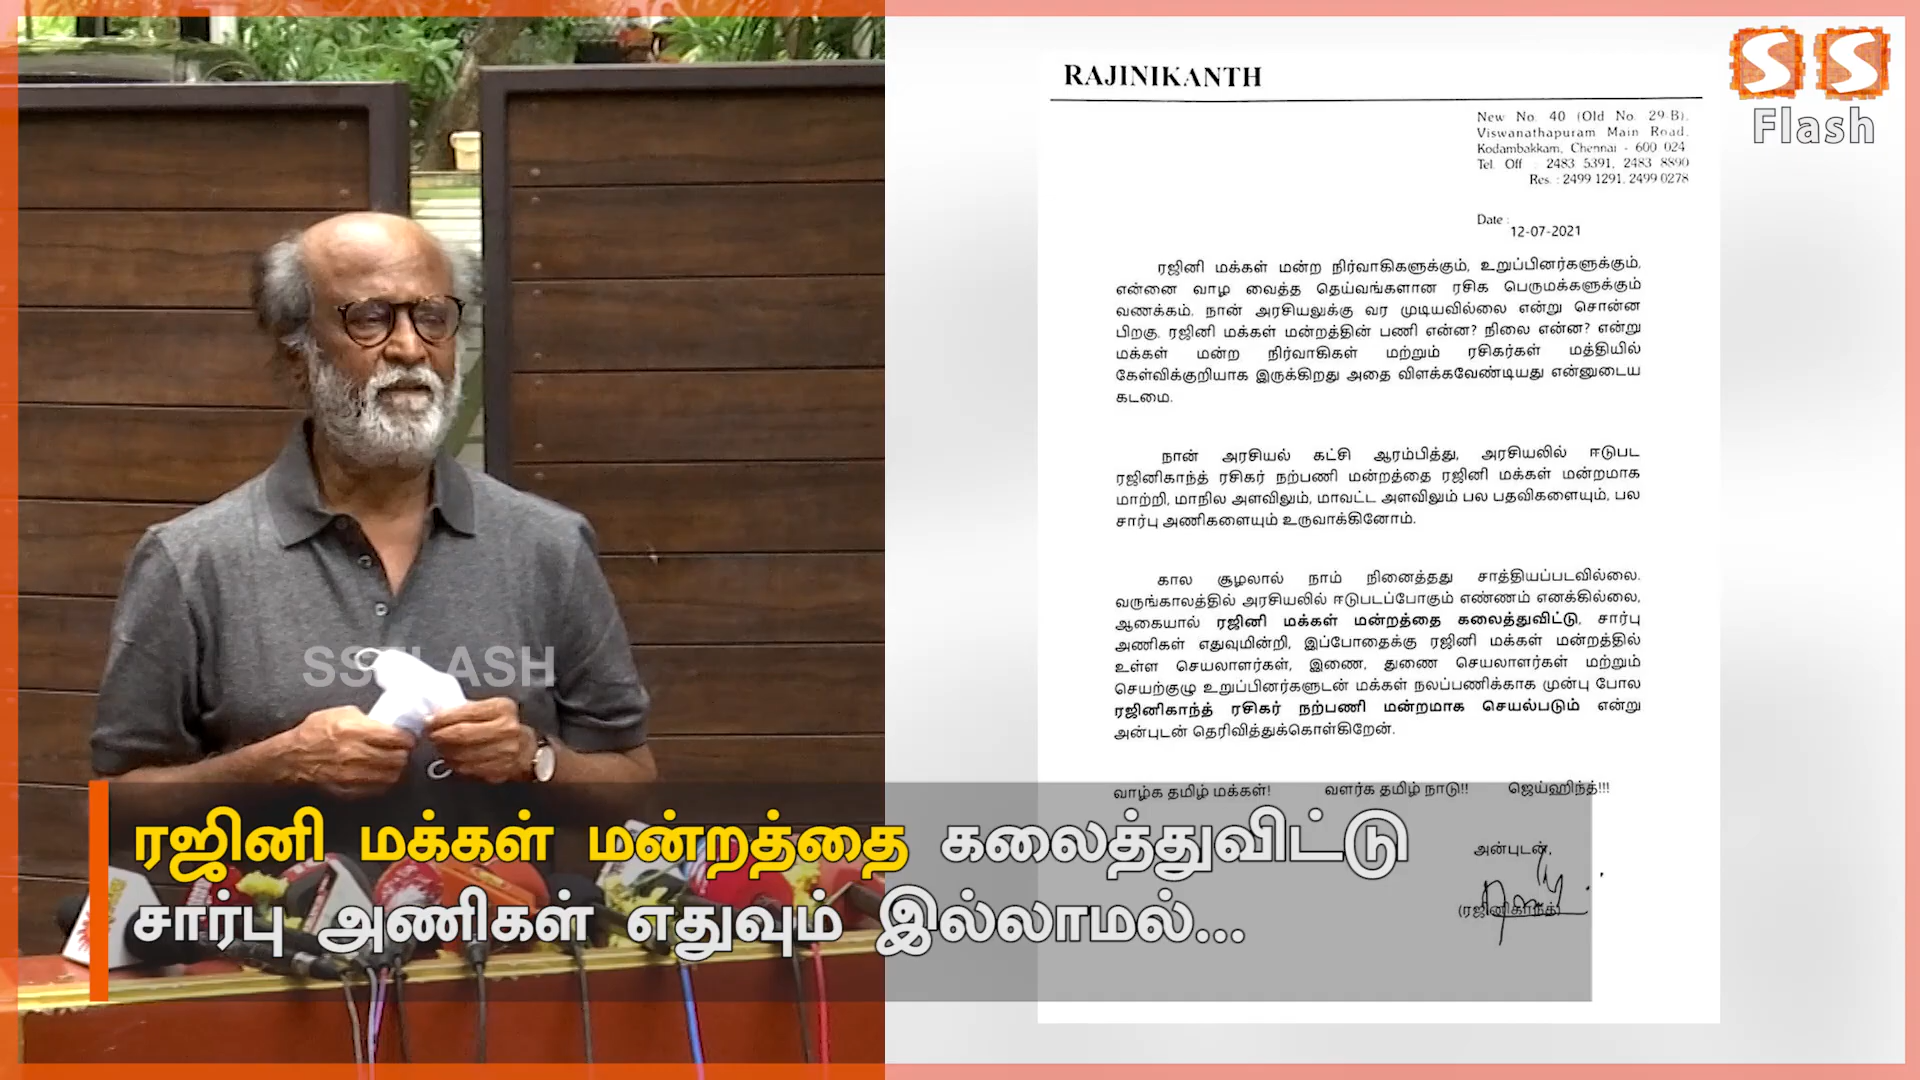 SS
Flash
RAJINIKANTH
New No. 40 (Old No. 29-B),
Viswanathapuram Main Road,
Kodambakkam, Chennai - 600 024
Tel. Off : 2483 5391, 2483 8890
Res. : 2499 1291, 2499 0278
Date :
12-07-2021
ரஜினி மக்கள் மன்ற நிர்வாகிகளுக்கும், உறுப்பினர்களுக்கும்,
என்னை வாழ வைத்த தெய்வங்களான ரசிக பெருமக்களுக்கும்
வணக்கம். நான் அரசியலுக்கு வர முடியவில்லை என்று சொன்ன
பிறகு, ரஜினி மக்கள் மன்றத்தின் பணி என்ன? நிலை என்ன? என்று
மக்கள் மன்ற நிர்வாகிகள் மற்றும் ரசிகர்கள் மத்தியில்
கேள்விக்குறியாக இருக்கிறது அதை விளக்கவேண்டியது என்னுடைய
கடமை.
நான் அரசியல் கட்சி ஆரம்பித்து, அரசியலில் ஈடுபட
ரஜினிகாந்த் ரசிகர் நற்பணி மன்றத்தை ரஜினி மக்கள் மன்றமாக
மாற்றி, மாநில அளவிலும், மாவட்ட அளவிலும் பல பதவிகளையும், பல
சார்பு அணிகளையும் உருவாக்கினோம்.
கால சூழலால் நாம் நினைத்தது சாத்தியப்படவில்லை.
வருங்காலத்தில் அரசியலில் ஈடுபடப்போகும் எண்ணம் எனக்கில்லை,
ஆகையால் ரஜினி மக்கள் மன்றத்தை கலைத்துவிட்டு, சார்பு
அணிகள் எதுவுமின்றி, இப்போதைக்கு ரஜினி மக்கள் மன்றத்தில்
உள்ள செயலாளர்கள், இணை, துணை செயலாளர்கள் மற்றும்
செயற்குழு உறுப்பினர்களுடன் மக்கள் நலப்பணிக்காக முன்பு போல
ரஜினிகாந்த் ரசிகர் நற்பணி மன்றமாக செயல்படும் என்று
அன்புடன் தெரிவித்துக்கொள்கிறேன்.
வாழ்க தமிழ் மக்கள்! வளர்க தமிழ் நாடு!! ஜெய்ஹிந்த்!!!
அன்புடன்,
(ரஜினிகாந்த்)
SSFLASH
ரஜினி மக்கள் மன்றத்தை கலைத்துவிட்டு
சார்பு அணிகள் எதுவும் இல்லாமல்...